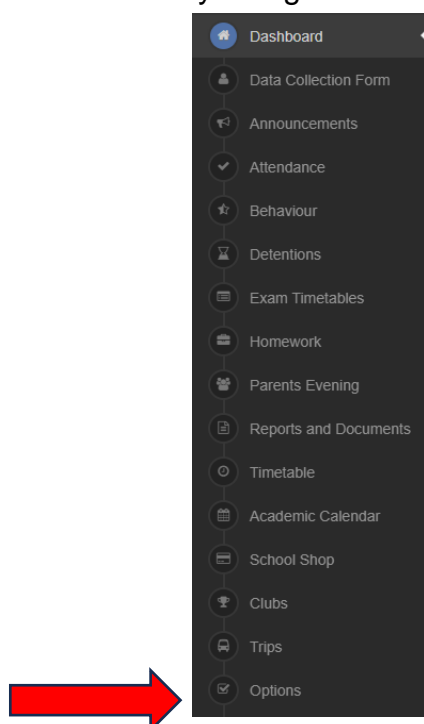 Dashboard
Data Collection Form
Announcements
Attendance
Behaviour
Detentions
Exam Timetables
Homework
Parents Evening
Reports and Documents
Timetable
Academic Calendar
School Shop
Clubs
Trips
Options